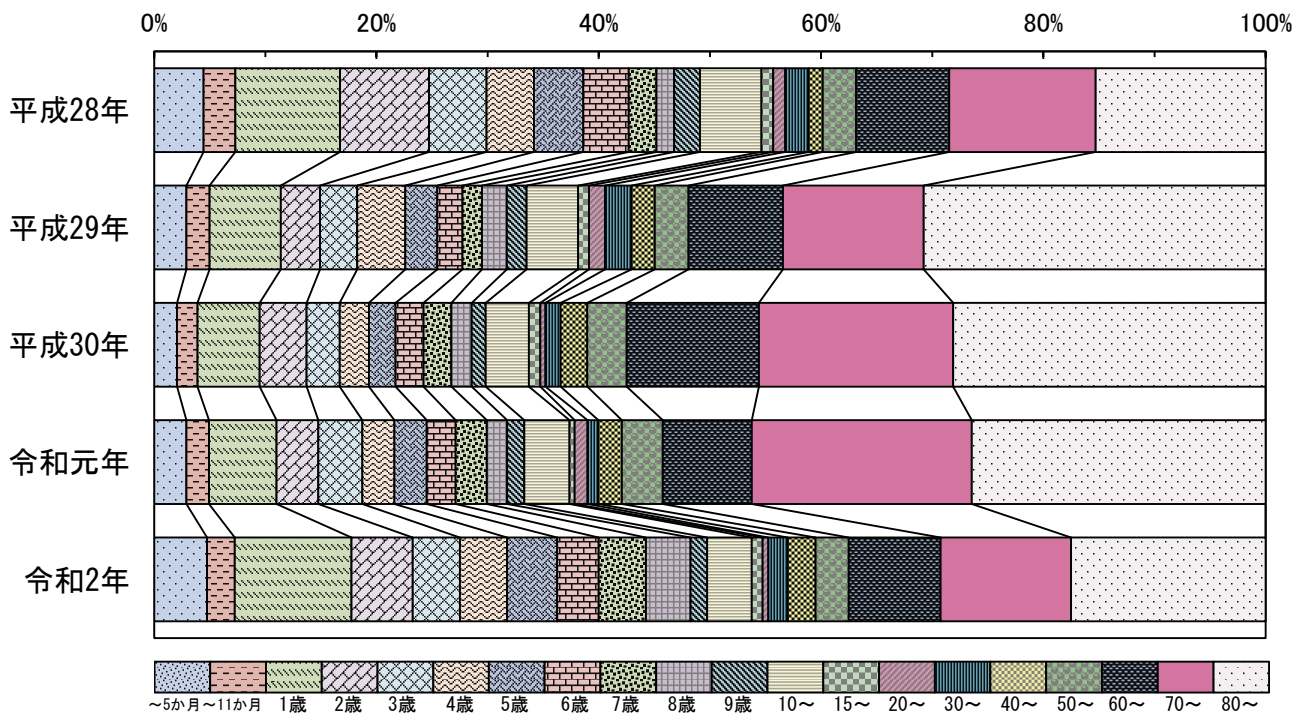 0% 20% 40% 60% 80% 100%
平成28年
平成29年
平成30年
令和元年
令和2年
～5か月 ～11か月 1歳 2歳 3歳 4歳 5歳 6歳 7歳 8歳 9歳 10～ 15～ 20～ 30～ 40～ 50～ 60～ 70～ 80～